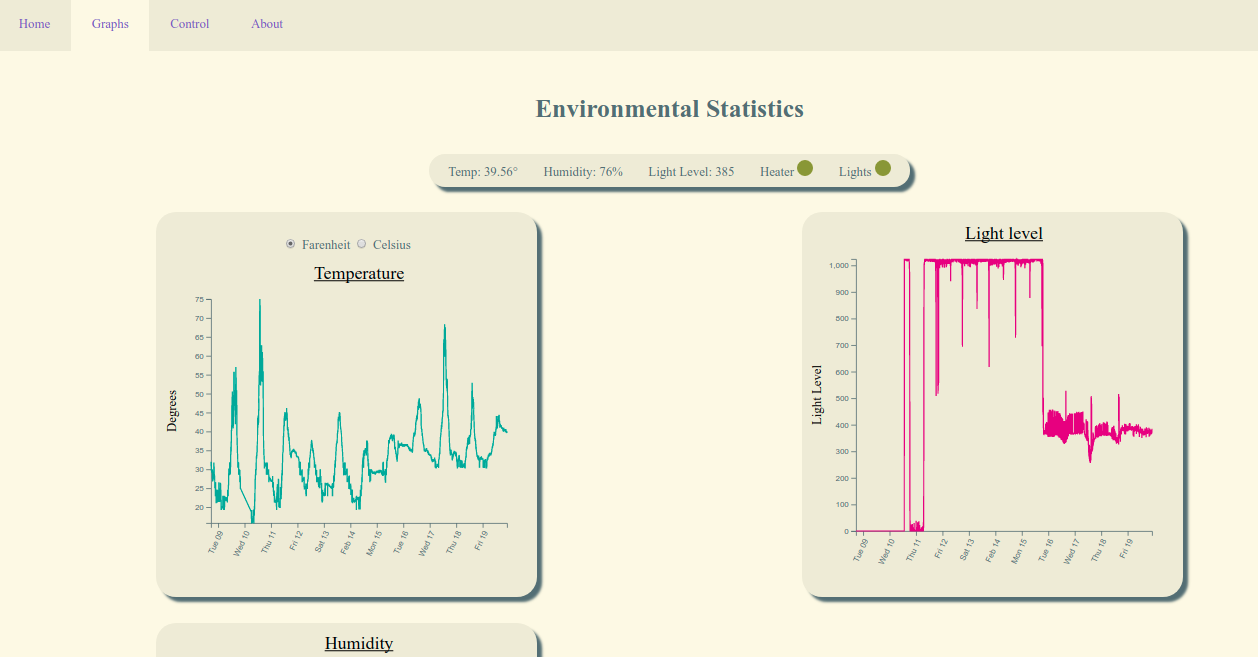 Home Graphs Control About
Environmental Statistics
Temp: 39.56° Humidity: 76% Light Level: 385 Heater Lights
Farenheit Celsius
Temperature
Degrees
75
70
65
60
55
50
45
40
35
30
25
20
Tue 09 Wed 10 Thu 11 Fri 12 Sat 13 Feb 14 Mon 15 Tue 16 Wed 17 Thu 18 Fri 19
Light level
Light Level
1,000
900
800
700
600
500
400
300
200
100
0
Tue 09 Wed 10 Thu 11 Fri 12 Sat 13 Feb 14 Mon 15 Tue 16 Wed 17 Thu 18 Fri 19
Humidity